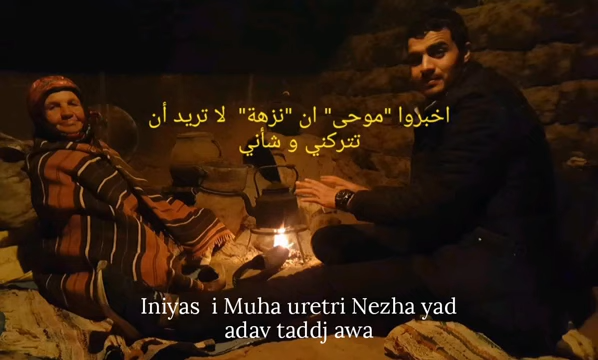 اخبروا "موحى" ان "نزهة" لا تريد أن
تتركني و شأني
Iniyas i Muha uretri Nezha yad
adav taddj awa